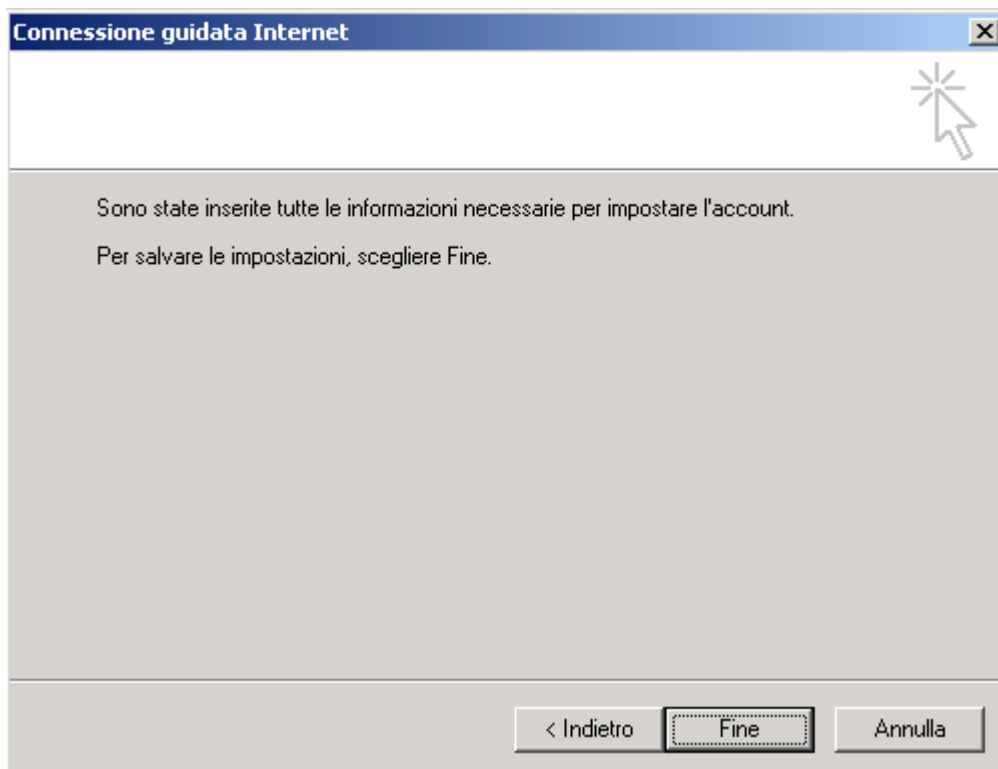 Connessione guidata Internet
Sono state inserite tutte le informazioni necessarie per impostare l'account.
Per salvare le impostazioni, scegliere Fine.
< Indietro
Fine
Annulla